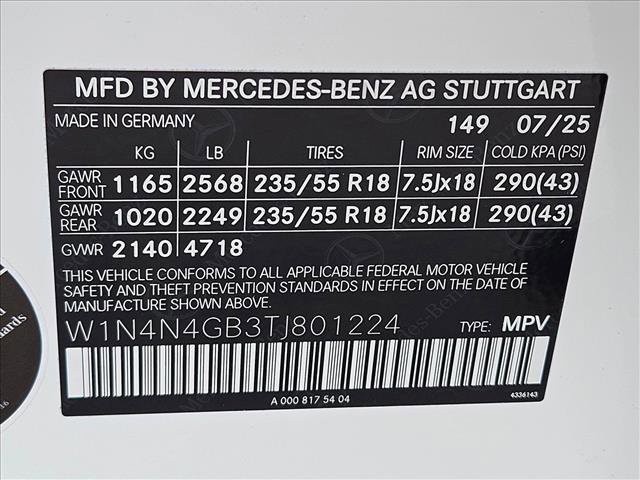 MFD BY MERCEDES-BENZ AG STUTTGART
MADE IN GERMANY 149 07/25
KG LB TIRES RIM SIZE COLD KPA (PSI)
GAWR FRONT 1165 2568 235/55 R18 7.5Jx18 290(43)
GAWR REAR 1020 2249 235/55 R18 7.5Jx18 290(43)
GVWR 2140 4718
THIS VEHICLE CONFORMS TO ALL APPLICABLE FEDERAL MOTOR VEHICLE
SAFETY AND THEFT PREVENTION STANDARDS IN EFFECT ON THE DATE OF
MANUFACTURE SHOWN ABOVE.
W1N4N4GB3TJ801224 TYPE: MPV
A 000 817 54 04
4336143